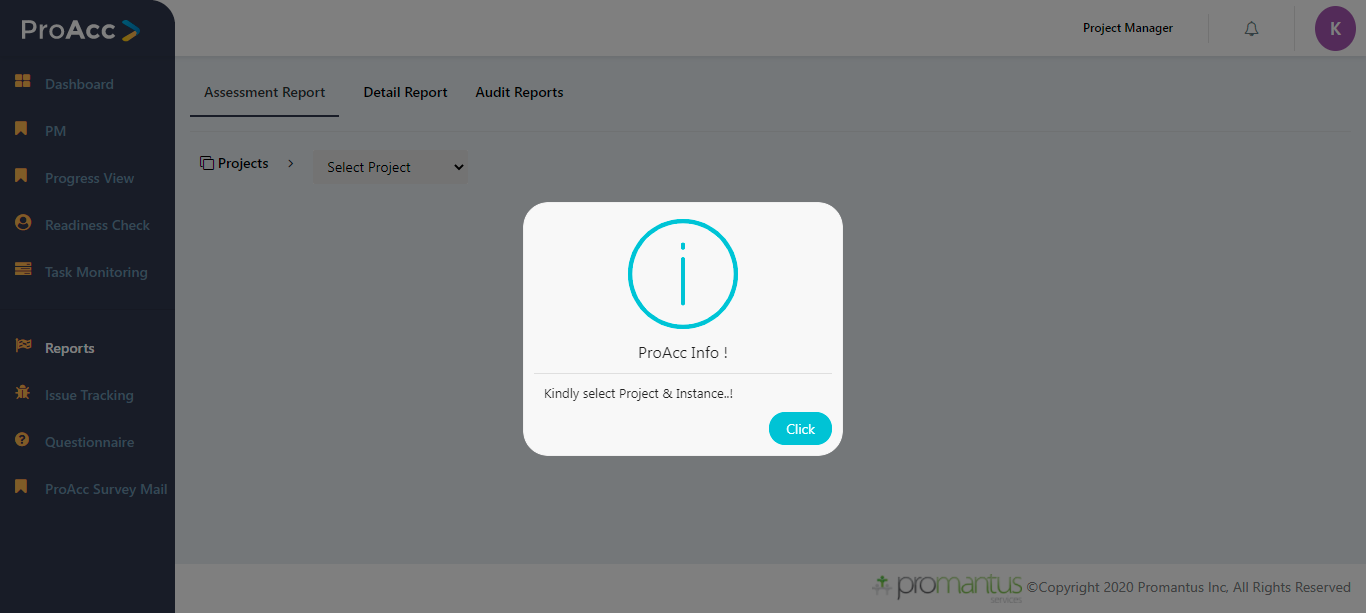 ProAcc
Project Manager
K
Dashboard
PM
Progress View
Readiness Check
Task Monitoring
Reports
Issue Tracking
Questionnaire
ProAcc Survey Mail
Assessment Report Detail Report Audit Reports
Projects > Select Project
ProAcc Info !
Kindly select Project & Instance..!
Click
promantus
services
©Copyright 2020 Promantus Inc, All Rights Reserved